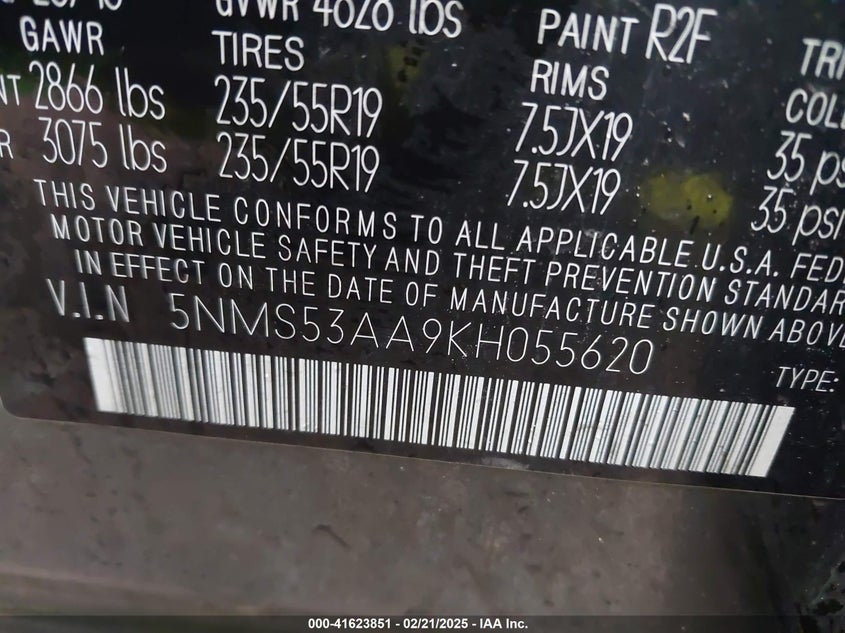 GVWR 4828 lbs PAINT R2F
GAWR TIRES RIMS
2866 lbs 235/55R19 7.5JX19 35
3075 lbs 235/55R19 7.5JX19 35 psi
THIS VEHICLE CONFORMS TO ALL APPLICABLE U.S.A.
MOTOR VEHICLE SAFETY AND THEFT PREVENTION
IN EFFECT ON THE DATE OF MANUFACTURE SHOWN
V.I.N 5NMS53AA9KH055620
TYPE:
000-41623851 / 02/21/2025 - IAA Inc.